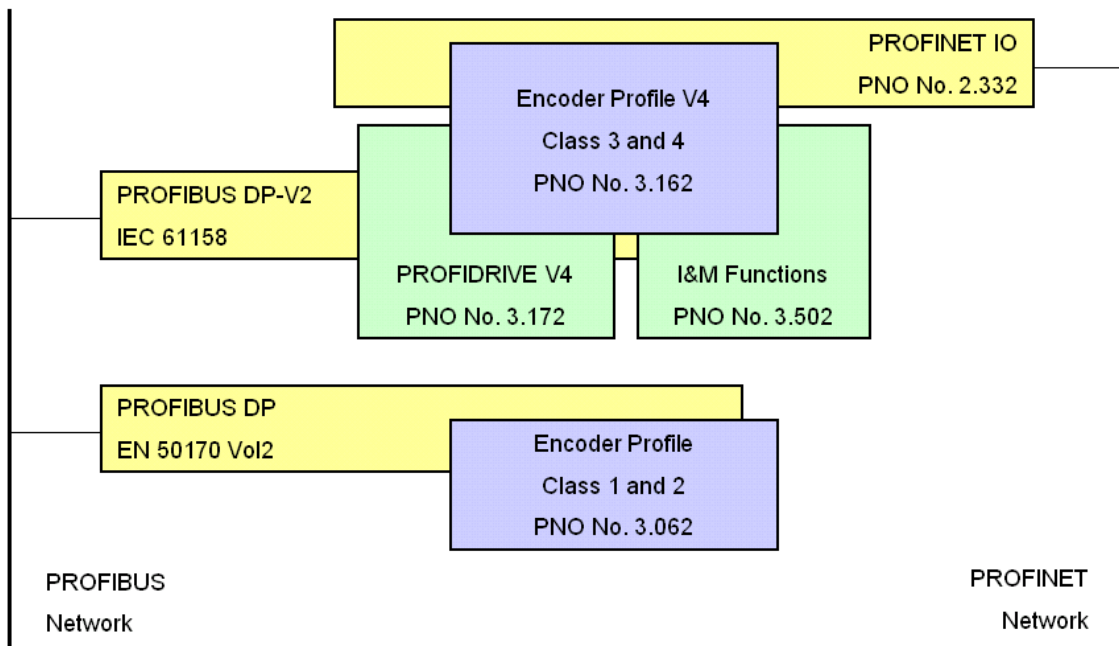 PROFINET IO
PNO No. 2.332
Encoder Profile V4
Class 3 and 4
PNO No. 3.162
PROFIBUS DP-V2
IEC 61158
PROFIDRIVE V4
PNO No. 3.172
I&M Functions
PNO No. 3.502
PROFIBUS DP
EN 50170 Vol2
Encoder Profile
Class 1 and 2
PNO No. 3.062
PROFIBUS
Network
PROFINET
Network